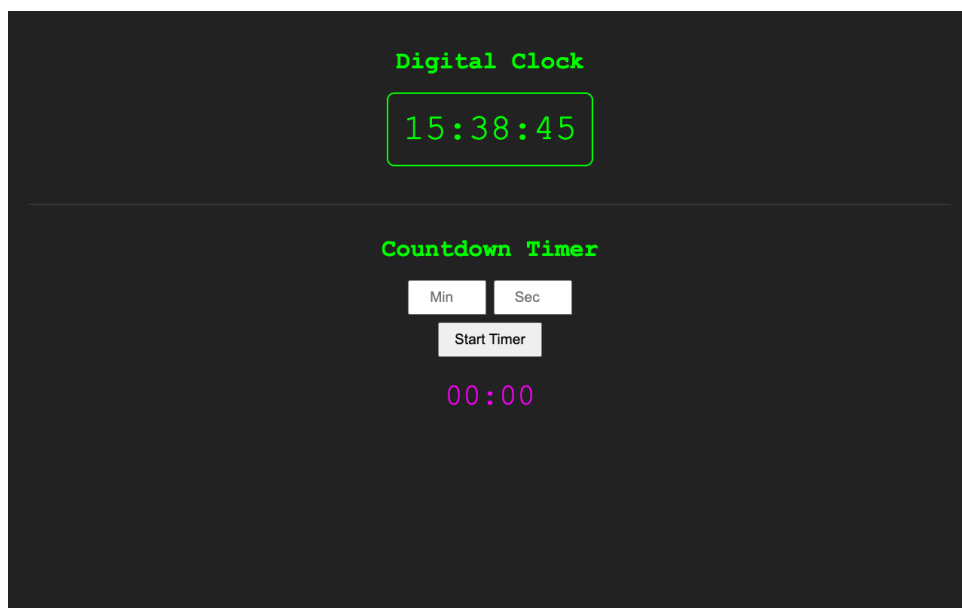 Digital Clock
15:38:45
Countdown Timer
Min Sec
Start Timer
00:00